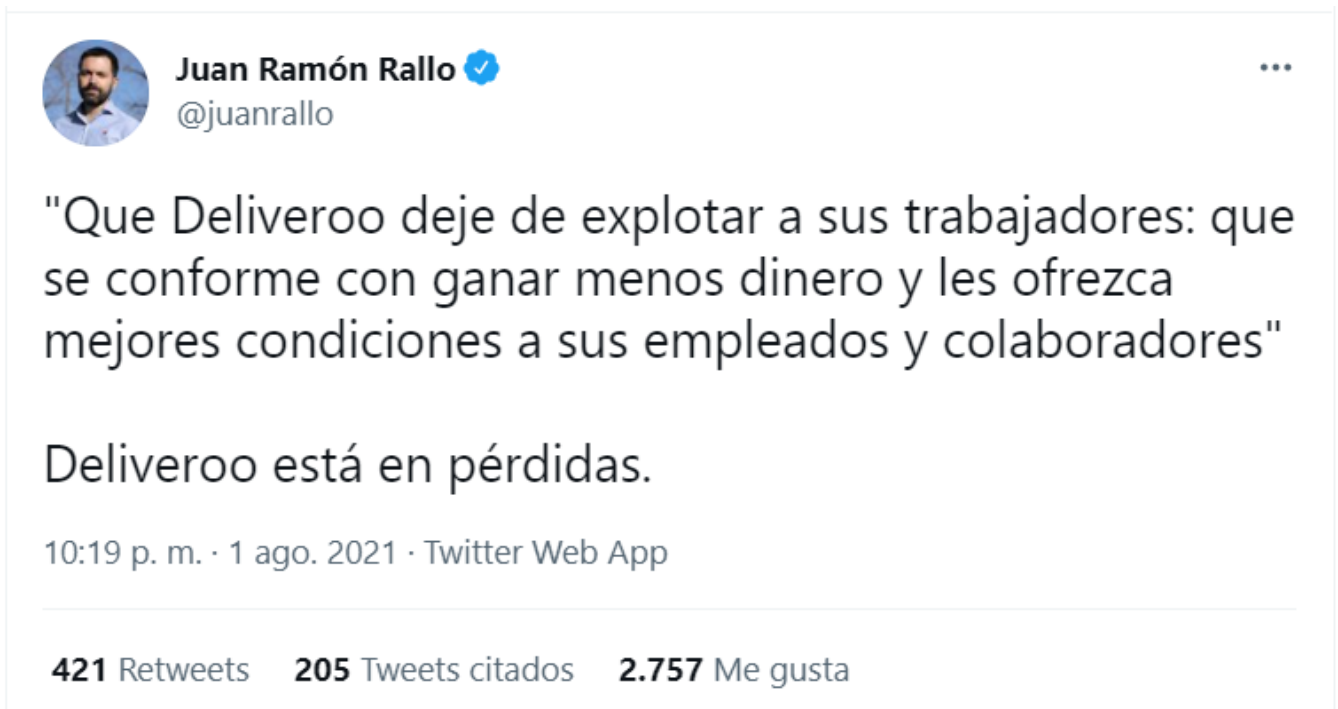 Juan Ramón Rallo
@juanrallo
"Que Deliveroo deje de explotar a sus trabajadores: que
se conforme con ganar menos dinero y les ofrezca
mejores condiciones a sus empleados y colaboradores"
Deliveroo está en pérdidas.
10:19 p. m. · 1 ago. 2021 · Twitter Web App
421 Retweets 205 Tweets citados 2.757 Me gusta